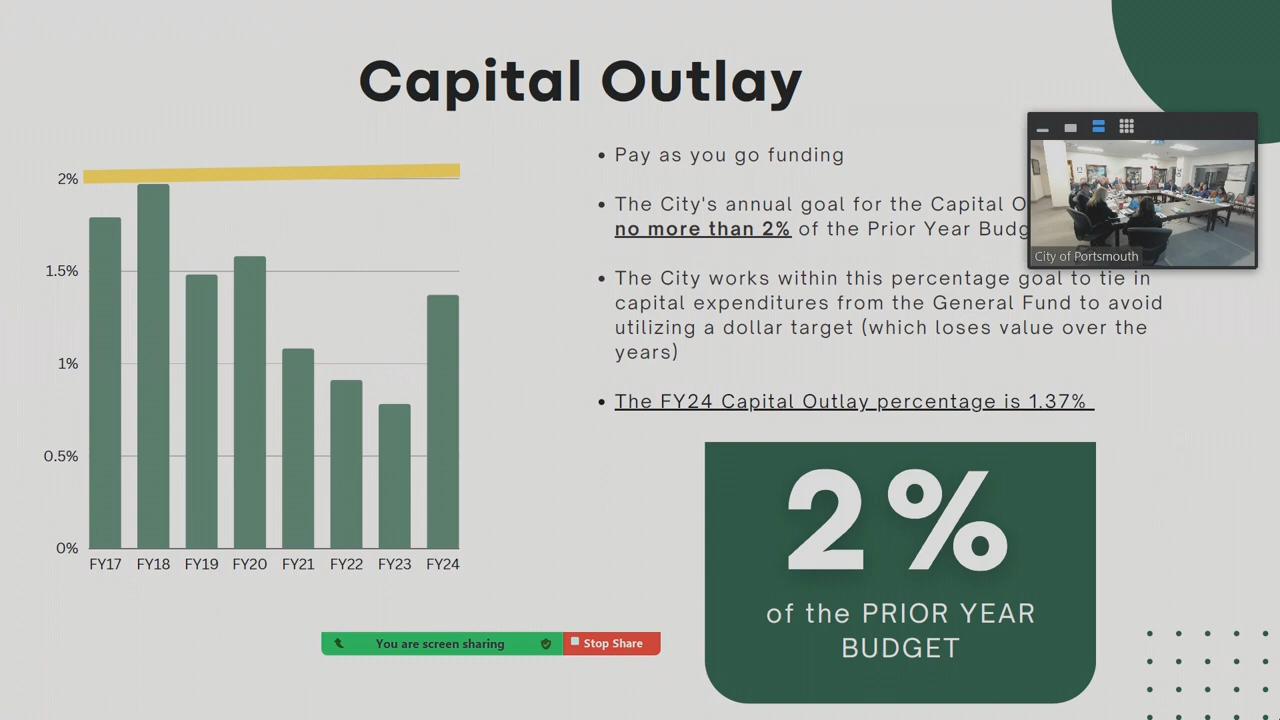 Capital Outlay
2%
1.5%
1%
0.5%
0%
FY17 FY18 FY19 FY20 FY21 FY22 FY23 FY24
• Pay as you go funding
• The City's annual goal for the Capital
no more than 2% of the Prior Year
• The City works within this percentage goal to tie in
capital expenditures from the General Fund to avoid
utilizing a dollar target (which loses value over the
years)
• The FY24 Capital Outlay percentage is 1.37%
City of Portsmouth
2%
of the PRIOR YEAR
BUDGET
You are screen sharing
Stop Share